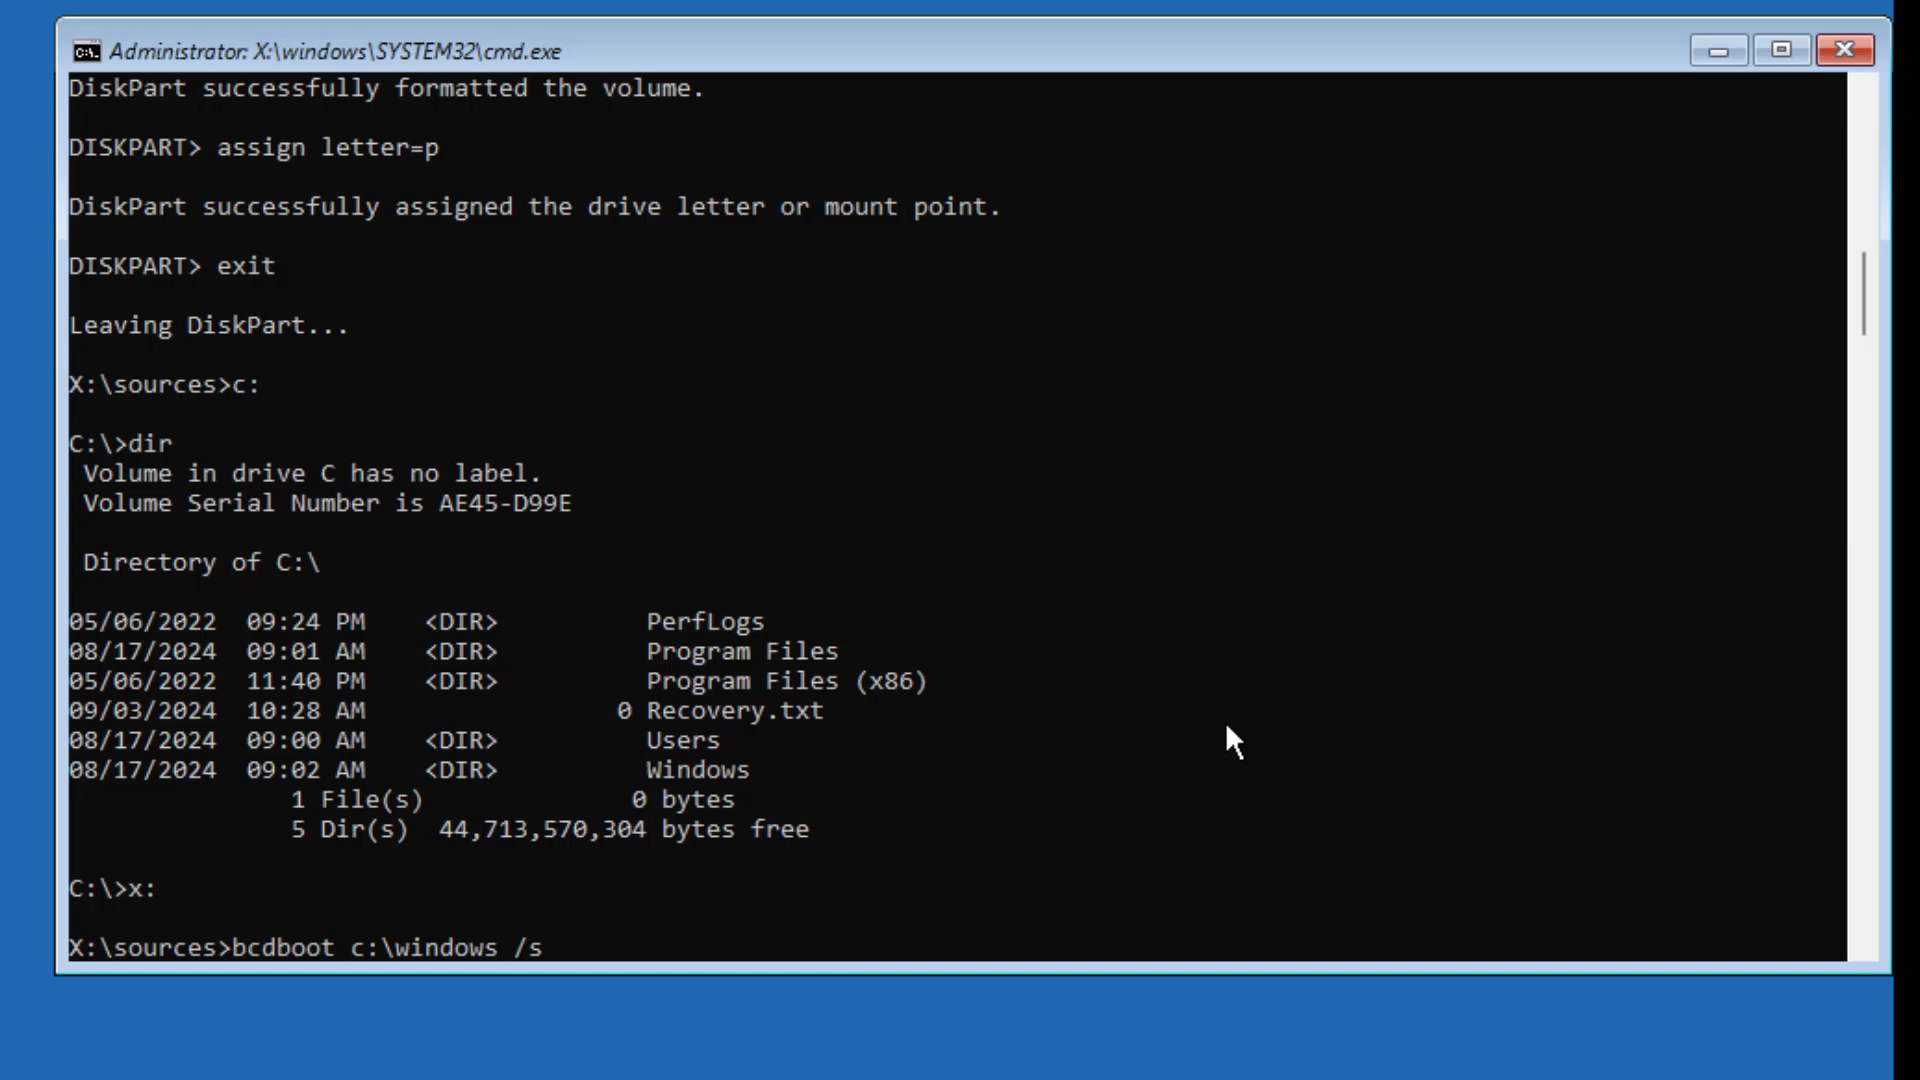 Administrator: X:\windows\SYSTEM32\cmd.exe
DiskPart successfully formatted the volume.
DISKPART> assign letter=p
DiskPart successfully assigned the drive letter or mount point.
DISKPART> exit
Leaving DiskPart...
X:\sources>c:
C:\>dir
 Volume in drive C has no label.
 Volume Serial Number is AE45-D99E
 Directory of C:\
05/06/2022  09:24 PM    <DIR>          PerfLogs
08/17/2024  09:01 AM    <DIR>          Program Files
05/06/2022  11:40 PM    <DIR>          Program Files (x86)
09/03/2024  10:28 AM                 0 Recovery.txt
08/17/2024  09:00 AM    <DIR>          Users
08/17/2024  09:02 AM    <DIR>          Windows
               1 File(s)              0 bytes
               5 Dir(s)  44,713,570,304 bytes free
C:\>x:
X:\sources>bcdboot c:\windows /s